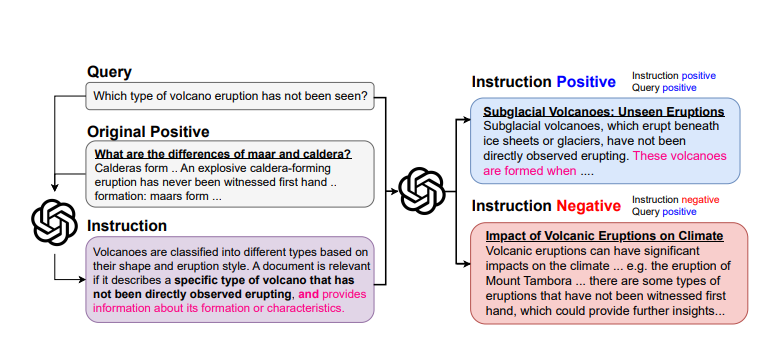 Query
Which type of volcano eruption has not been seen?
Original Positive
What are the differences of maar and caldera?
Calderas form .. An explosive caldera-forming
eruption has never been witnessed first hand ..
formation: maars form ...
Instruction
Volcanoes are classified into different types based on
their shape and eruption style. A document is relevant
if it describes a specific type of volcano that has
not been directly observed erupting, and provides
information about its formation or characteristics.
Instruction Positive
Instruction positive
Query positive
Subglacial Volcanoes: Unseen Eruptions
Subglacial volcanoes, which erupt beneath
ice sheets or glaciers, have not been
directly observed erupting. These volcanoes
are formed when ....
Instruction Negative
Instruction negative
Query positive
Impact of Volcanic Eruptions on Climate
Volcanic eruptions can have significant
impacts on the climate ... e.g. the eruption of
Mount Tambora ... there are some types of
eruptions that have not been witnessed first
hand, which could provide further insights...